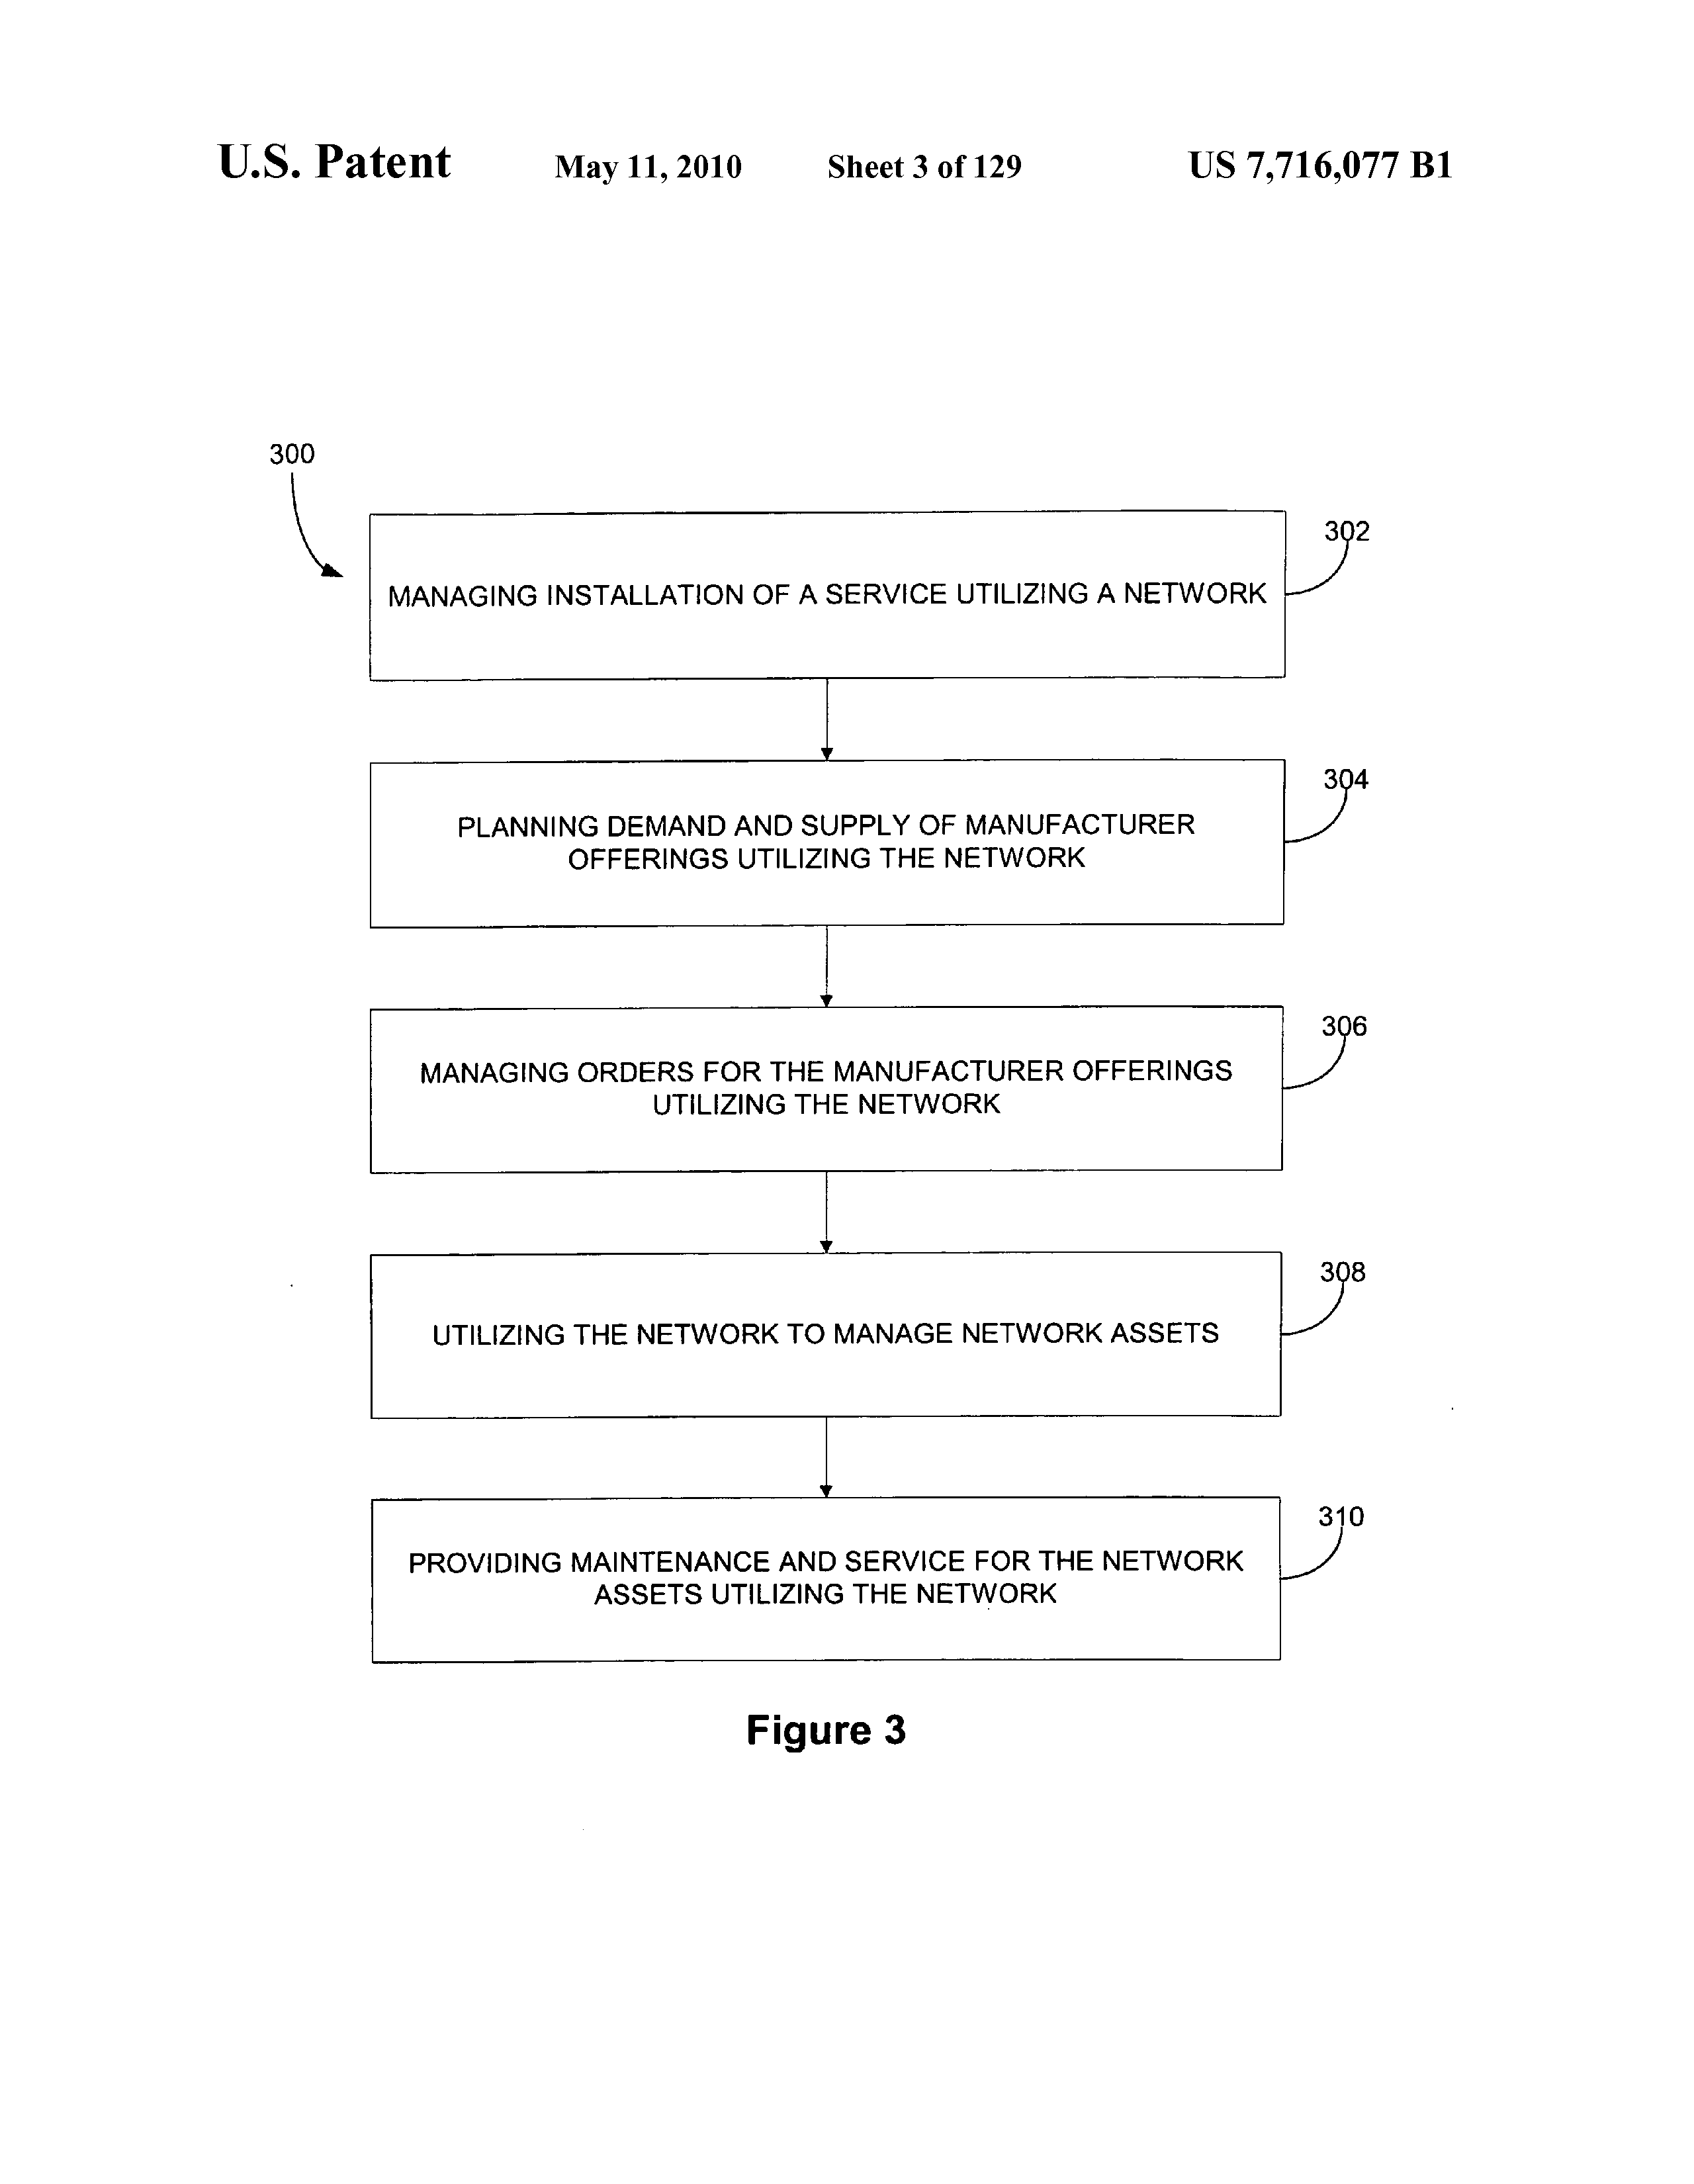 U.S. Patent May 11, 2010 Sheet 3 of 129 US 7,716,077 B1
300
302
MANAGING INSTALLATION OF A SERVICE UTILIZING A NETWORK
304
PLANNING DEMAND AND SUPPLY OF MANUFACTURER
OFFERINGS UTILIZING THE NETWORK
306
MANAGING ORDERS FOR THE MANUFACTURER OFFERINGS
UTILIZING THE NETWORK
308
UTILIZING THE NETWORK TO MANAGE NETWORK ASSETS
310
PROVIDING MAINTENANCE AND SERVICE FOR THE NETWORK
ASSETS UTILIZING THE NETWORK
Figure 3